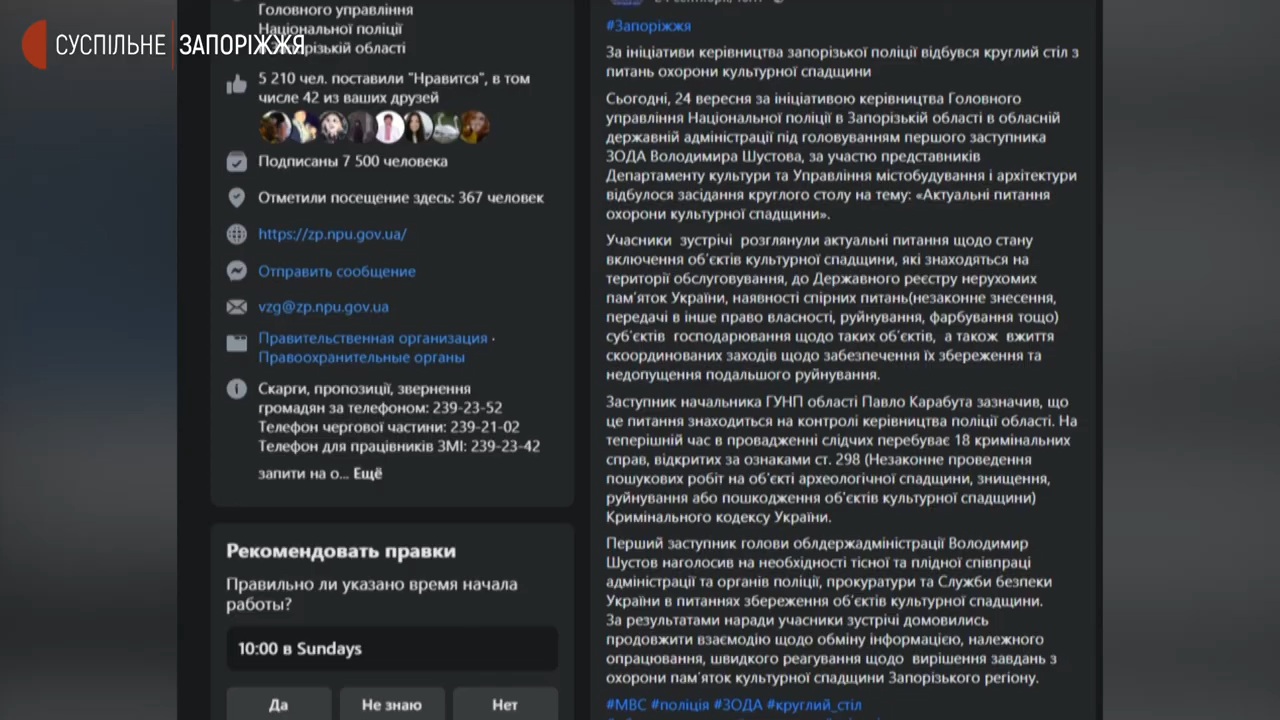 СУСПІЛЬНЕ ЗАПОРІЖЖЯ
Головного управління
Національної поліції
Запорізькій області
5 210 чел. поставили "Нравится", в том
числе 42 из ваших друзей
Подписаны 7 500 человека
Отметили посещение здесь: 367 человек
https://zp.npu.gov.ua/
Отправить сообщение
vzg@zp.npu.gov.ua
Правительственная организация ·
Правоохранительные органы
Скарги, пропозиції, звернення
громадян за телефоном: 239-23-52
Телефон чергової частини: 239-21-02
Телефон для працівників ЗМІ: 239-23-42
запити на о... Ещё
Рекомендовать правки
Правильно ли указано время начала
работы?
10:00 в Sundays
Да
Не знаю
Нет
#Запоріжжя
За ініціативи керівництва запорізької поліції відбувся круглий стіл з
питань охорони культурної спадщини
Сьогодні, 24 вересня за ініціативою керівництва Головного
управління Національної поліції в Запорізькій області в обласній
державній адміністрації під головуванням першого заступника
ЗОДА Володимира Шустова, за участю представників
Департаменту культури та Управління містобудування і архітектури
відбулося засідання круглого столу на тему: «Актуальні питання
охорони культурної спадщини».
Учасники зустрічі розглянули актуальні питання щодо стану
включення об'єктів культурної спадщини, які знаходяться на
території обслуговування, до Державного реєстру нерухомих
пам'яток України, наявності спірних питань(незаконне знесення,
передачі в інше право власності, руйнування, фарбування тощо)
суб'єктів господарювання щодо таких об'єктів, а також вжиття
скоординованих заходів щодо забезпечення їх збереження та
недопущення подальшого руйнування.
Заступник начальника ГУНП області Павло Карабута зазначив, що
це питання знаходиться на контролі керівництва поліції області. На
теперішній час в провадженні слідчих перебуває 18 кримінальних
справ, відкритих за ознаками ст. 298 (Незаконне проведення
пошукових робіт на об'єкті археологічної спадщини, знищення,
руйнування або пошкодження об'єктів культурної спадщини)
Кримінального кодексу України.
Перший заступник голови облдержадміністрації Володимир
Шустов наголосив на необхідності тісної та плідної співпраці
адміністрації та органів поліції, прокуратури та Служби безпеки
України в питаннях збереження об'єктів культурної спадщини.
За результатами наради учасники зустрічі домовились
продовжити взаємодію щодо обміну інформацією, належного
опрацювання, швидкого реагування щодо вирішення завдань з
охорони пам'яток культурної спадщини Запорізького регіону.
#МВС #поліція #ЗОДА #круглий_стіл